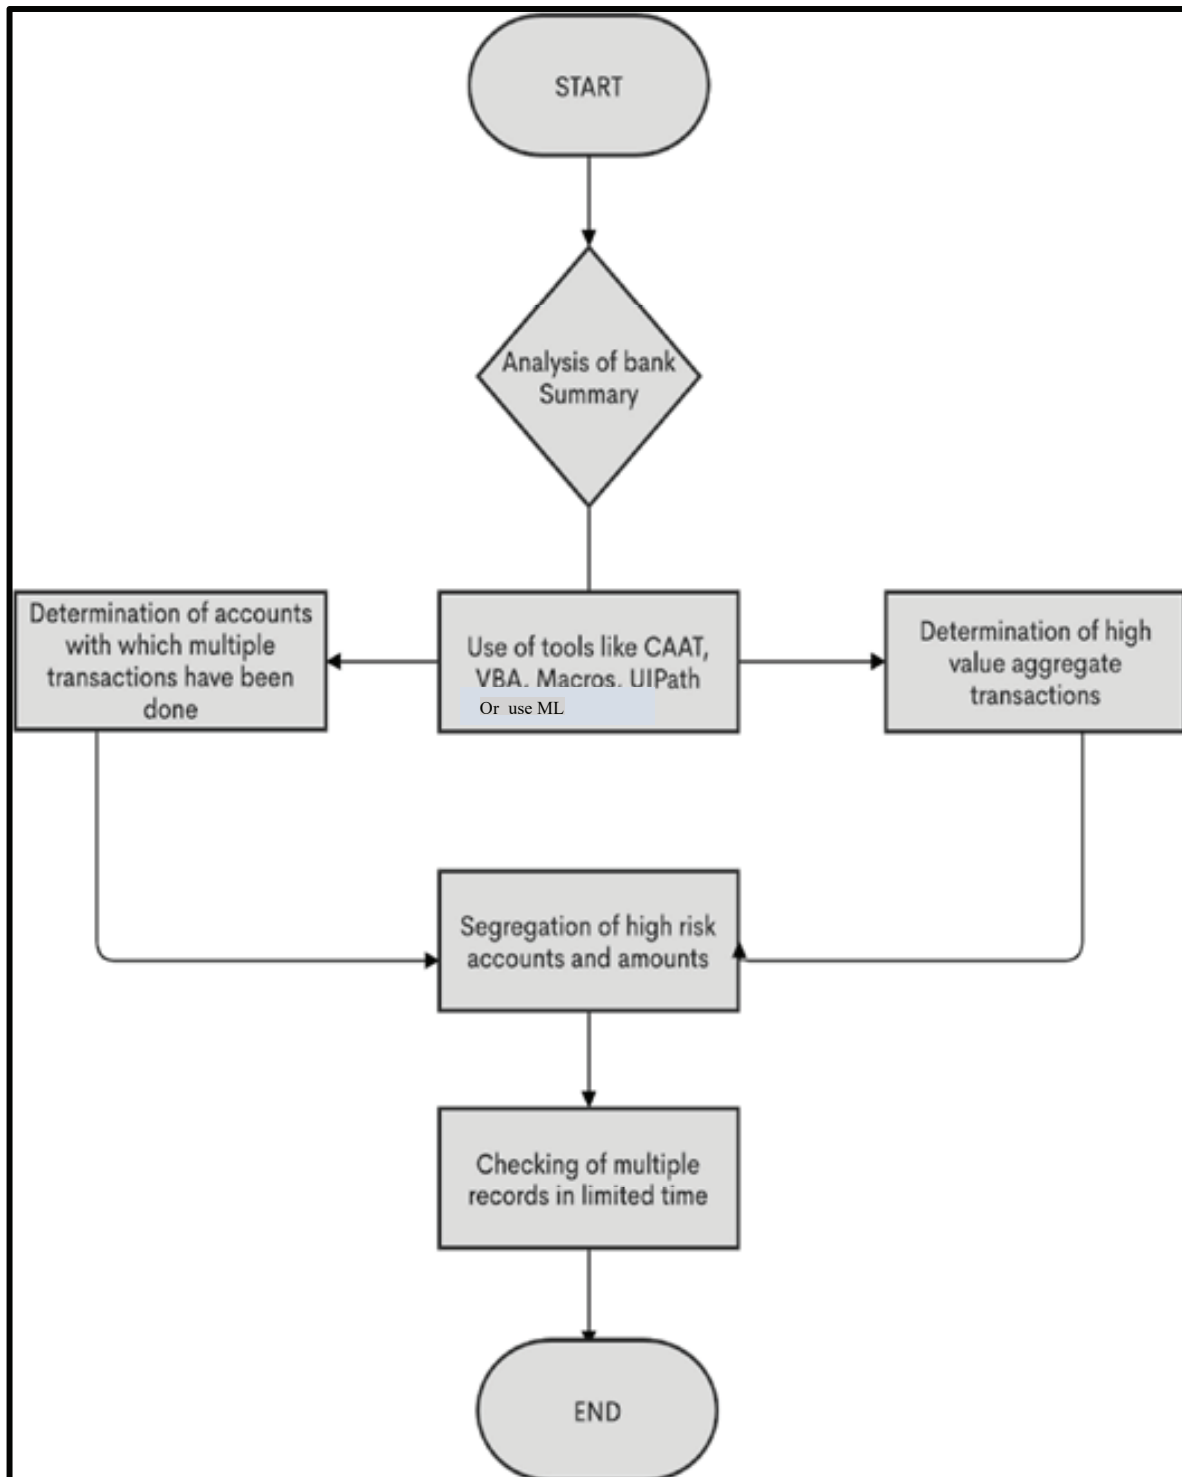 START
Analysis of bank
Summary
Determination of accounts
with which multiple
transactions have been
done
Use of tools like CAAT,
VBA, Macros, UIPath
Or use ML
Determination of high
value aggregate
transactions
Segregation of high risk
accounts and amounts
Checking of multiple
records in limited time
END